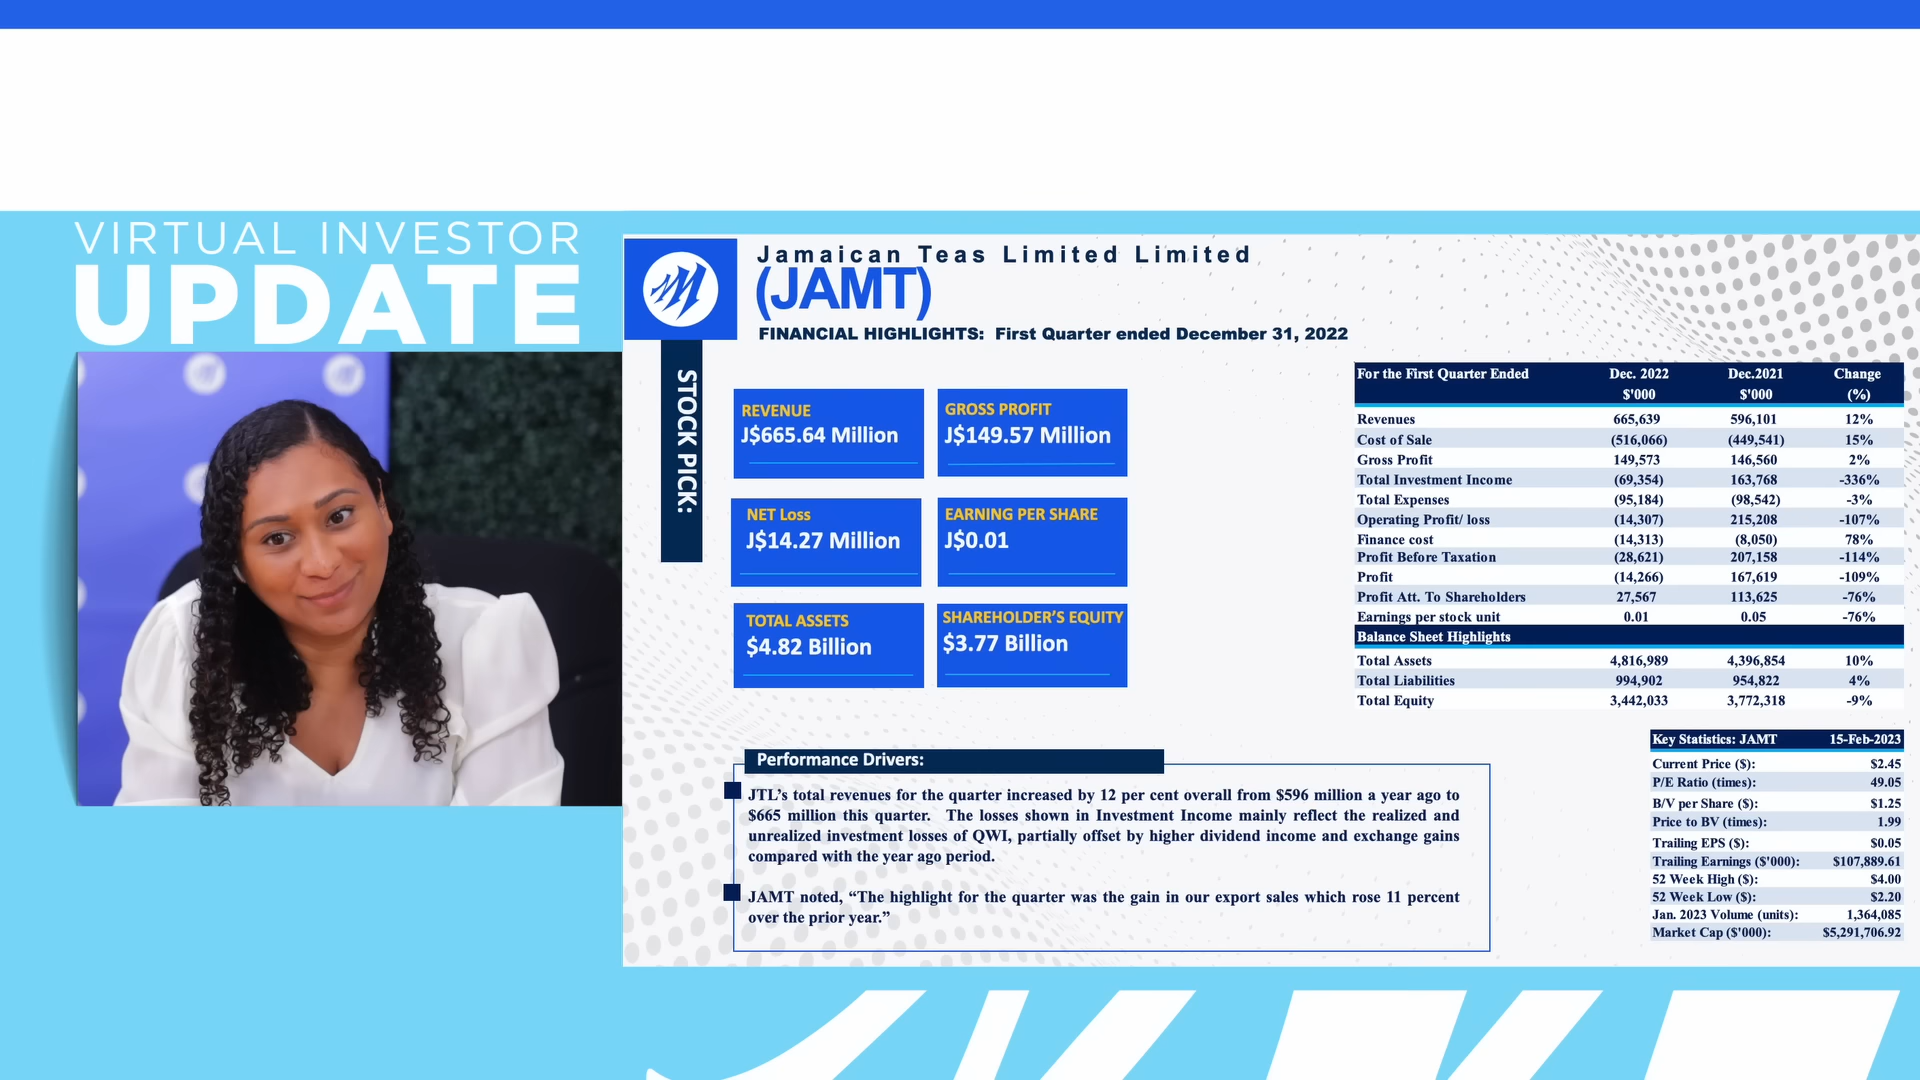 VIRTUAL INVESTOR
UPDATE
Jamaican Teas Limited Limited
(JAMT)
FINANCIAL HIGHLIGHTS: First Quarter ended December 31, 2022
STOCK PICK:
REVENUE
J$665.64 Million
GROSS PROFIT
J$149.57 Million
NET Loss
J$14.27 Million
EARNING PER SHARE
J$0.01
TOTAL ASSETS
$4.82 Billion
SHAREHOLDER'S EQUITY
$3.77 Billion
For the First Quarter Ended Dec. 2022 Dec.2021 Change
$'000 $'000 (%)
Revenues 665,639 596,101 12%
Cost of Sale (516,066) (449,541) 15%
Gross Profit 149,573 146,560 2%
Total Investment Income (69,354) 163,768 -336%
Total Expenses (95,184) (98,542) -3%
Operating Profit/ loss (14,307) 215,208 -107%
Finance cost (14,313) (8,050) 78%
Profit Before Taxation (28,621) 207,158 -114%
Profit (14,266) 167,619 -109%
Profit Att. To Shareholders 27,567 113,625 -76%
Earnings per stock unit 0.01 0.05 -76%
Balance Sheet Highlights
Total Assets 4,816,989 4,396,854 10%
Total Liabilities 994,902 954,822 4%
Total Equity 3,442,033 3,772,318 -9%
Performance Drivers:
JTL's total revenues for the quarter increased by 12 per cent overall from $596 million a year ago to
$665 million this quarter. The losses shown in Investment Income mainly reflect the realized and
unrealized investment losses of QWI, partially offset by higher dividend income and exchange gains
compared with the year ago period.
JAMT noted, “The highlight for the quarter was the gain in our export sales which rose 11 percent
over the prior year.”
Key Statistics: JAMT 15-Feb-2023
Current Price ($): $2.45
P/E Ratio (times): 49.05
B/V per Share ($): $1.25
Price to BV (times): 1.99
Trailing EPS ($): $0.05
Trailing Earnings ($'000): $107,889.61
52 Week High ($): $4.00
52 Week Low ($): $2.20
Jan. 2023 Volume (units): 1,364,085
Market Cap ($'000): $5,291,706.92